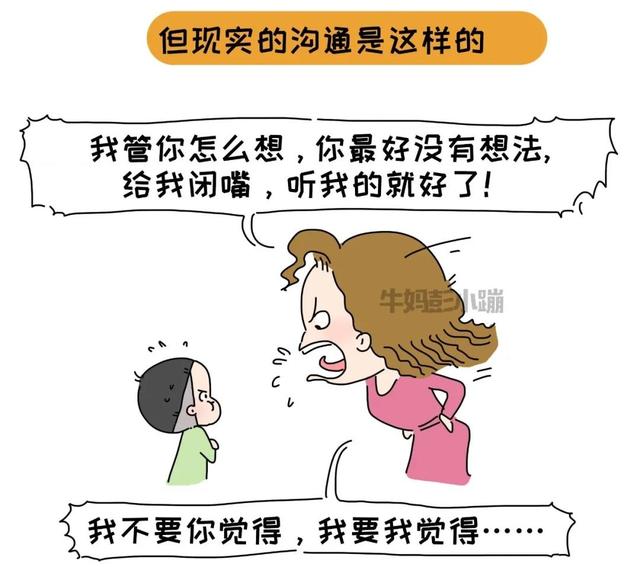 但现实的沟通是这样的
我管你怎么想，你最好没有想法,
给我闭嘴，听我的就好了!
牛妈彭小蹦
我不要你觉得，我要我觉得……